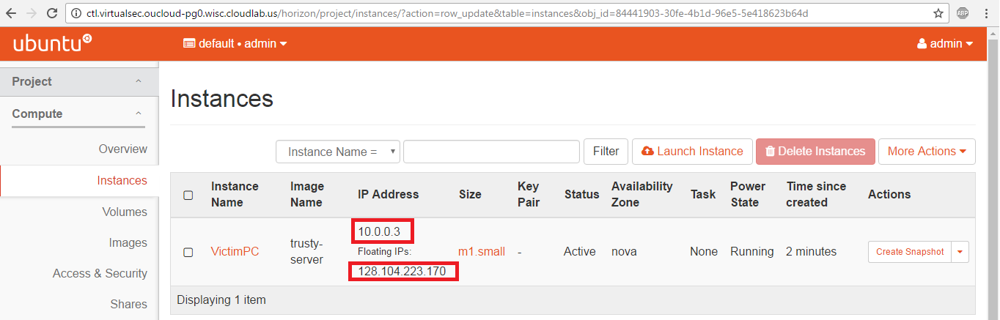 ctl.virtualsec.oucloud-pg0.wisc.cloudlab.us/horizon/project/instances/?action=row_update&table=instances&obj_id=84441903-30fe-4b1d-96e5-5e418623b64d
ABP
ubuntu
default • admin
admin
Project
Compute
Overview
Instances
Volumes
Images
Access & Security
Shares
Instances
Instance Name =
Filter
Launch Instance
Delete Instances
More Actions
Instance Name
Image Name
IP Address
Size
Key Pair
Status
Availability Zone
Task
Power State
Time since created
Actions
VictimPC
trusty-server
10.0.0.3
Floating IPs:
128.104.223.170
m1.small
-
Active
nova
None
Running
2 minutes
Create Snapshot
Displaying 1 item